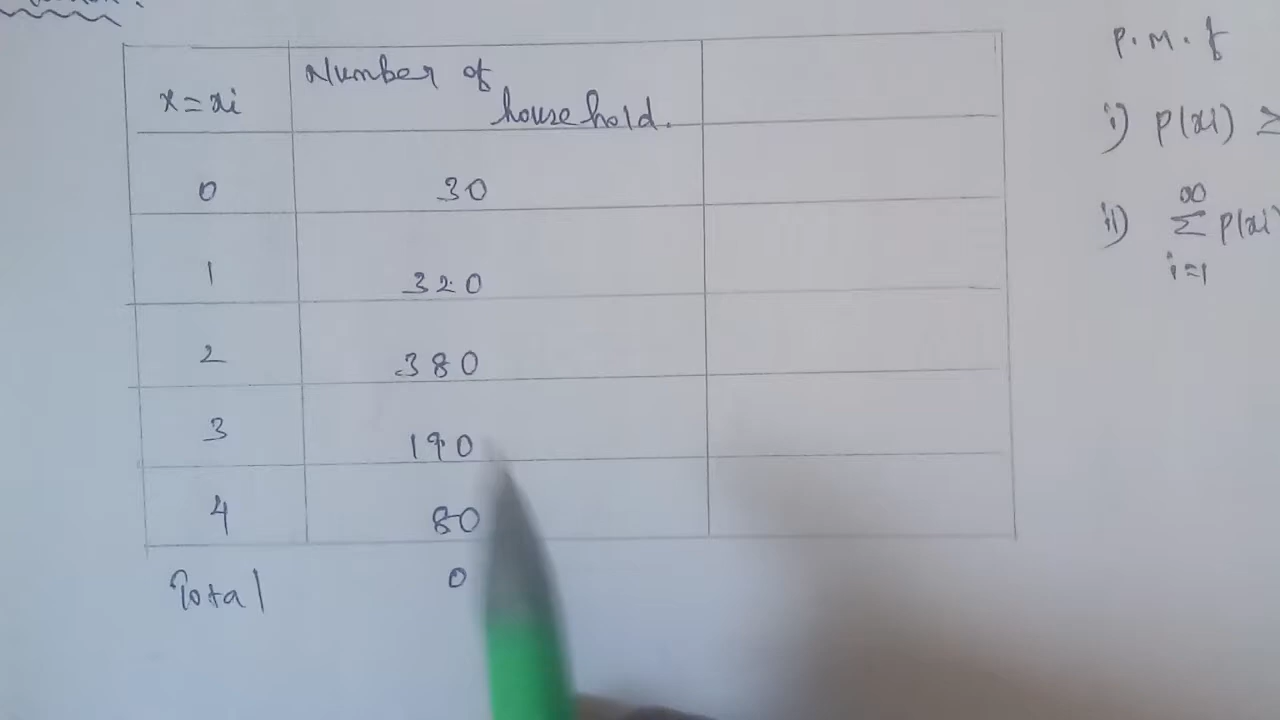 x = xi
Number of
household.
0 30
1 320
2 380
3 190
4 80
Total 0
P.M.f
i) P(xi) ≥
ii) ∞
Σ P(xi)
i=1